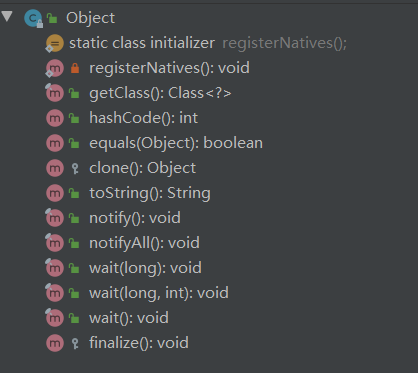 Object
static class initializer registerNatives();
registerNatives(): void
getClass(): Class<?>
hashCode(): int
equals(Object): boolean
clone(): Object
toString(): String
notify(): void
notifyAll(): void
wait(long): void
wait(long, int): void
wait(): void
finalize(): void